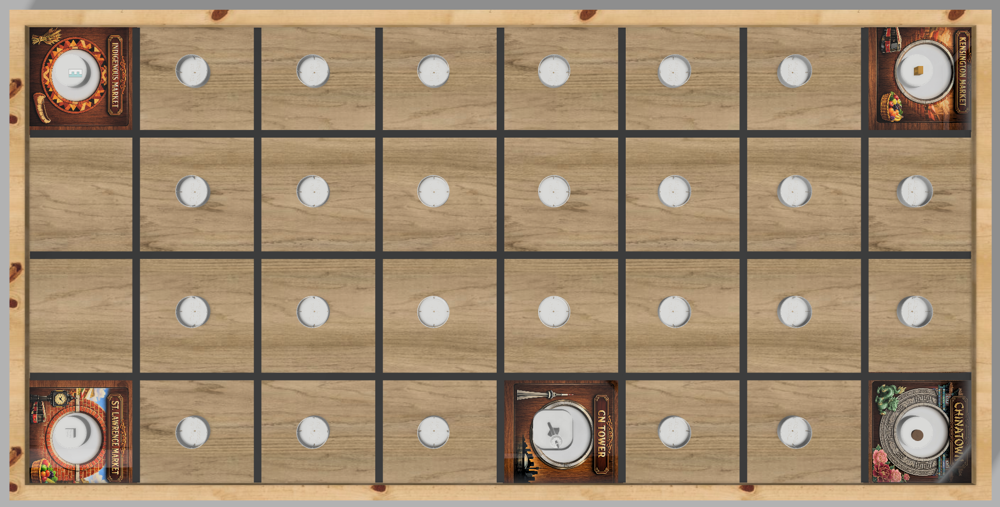 INDIGENOUS MARKET
KENSINGTON MARKET
ST. LAWRENCE MARKET
CN TOWER
CHINATOWN